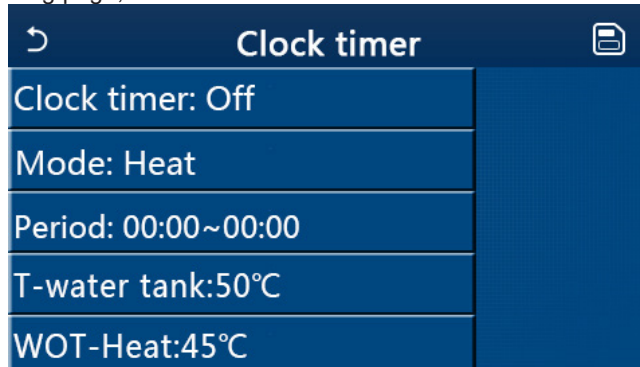 Clock timer
Clock timer: Off
Mode: Heat
Period: 00:00~00:00
T-water tank:50℃
WOT-Heat:45℃